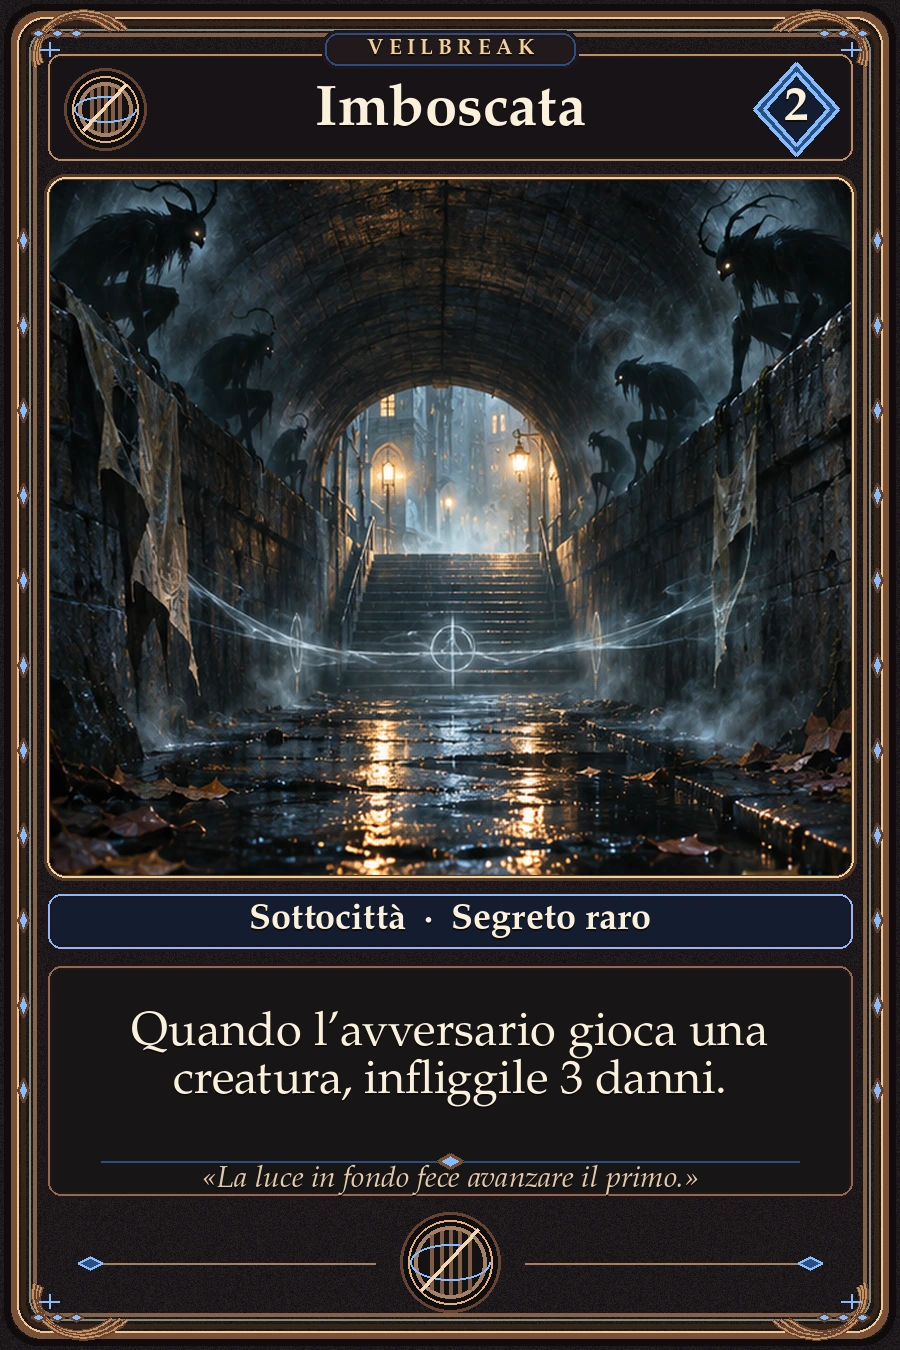 VEILBREAK
Imboscata
2
Sottocittà · Segreto raro
Quando l’avversario gioca una
creatura, infliggile 3 danni.
«La luce in fondo fece avanzare il primo.»